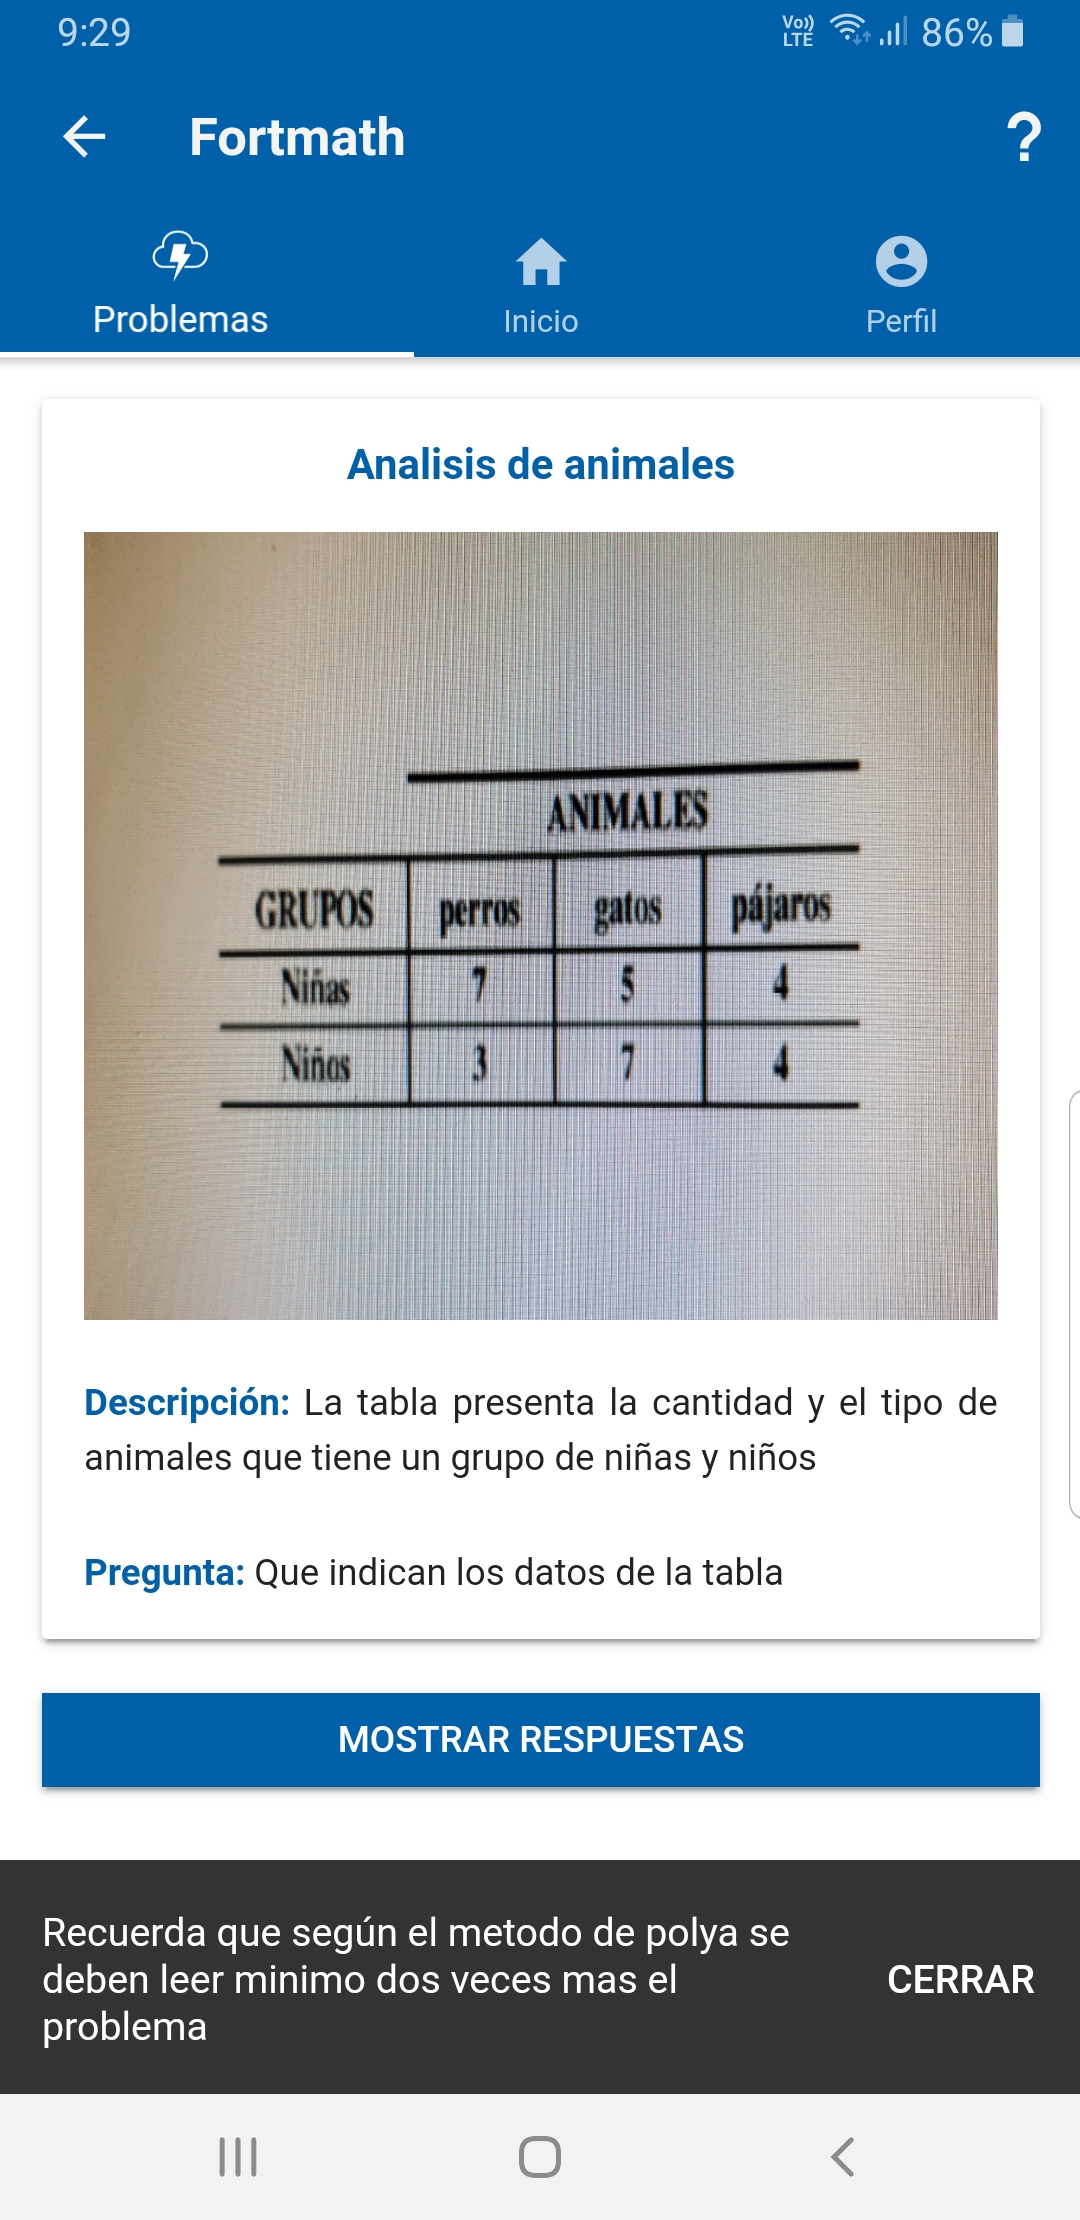 9:29
Vo))
LTE
86%
Fortmath
?
Problemas
Inicio
Perfil
Analisis de animales
ANIMALES
GRUPOS perros gatos pájaros
Niñas 7 5 4
Niños 3 7 4
Descripción: La tabla presenta la cantidad y el tipo de
animales que tiene un grupo de niñas y niños
Pregunta: Que indican los datos de la tabla
MOSTRAR RESPUESTAS
Recuerda que según el metodo de polya se
deben leer minimo dos veces mas el
problema
CERRAR